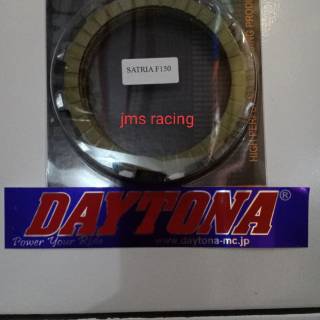 SATRIA F150
jms racing
DAYTONA®
Power Your Ride
www.daytona-mc.jp